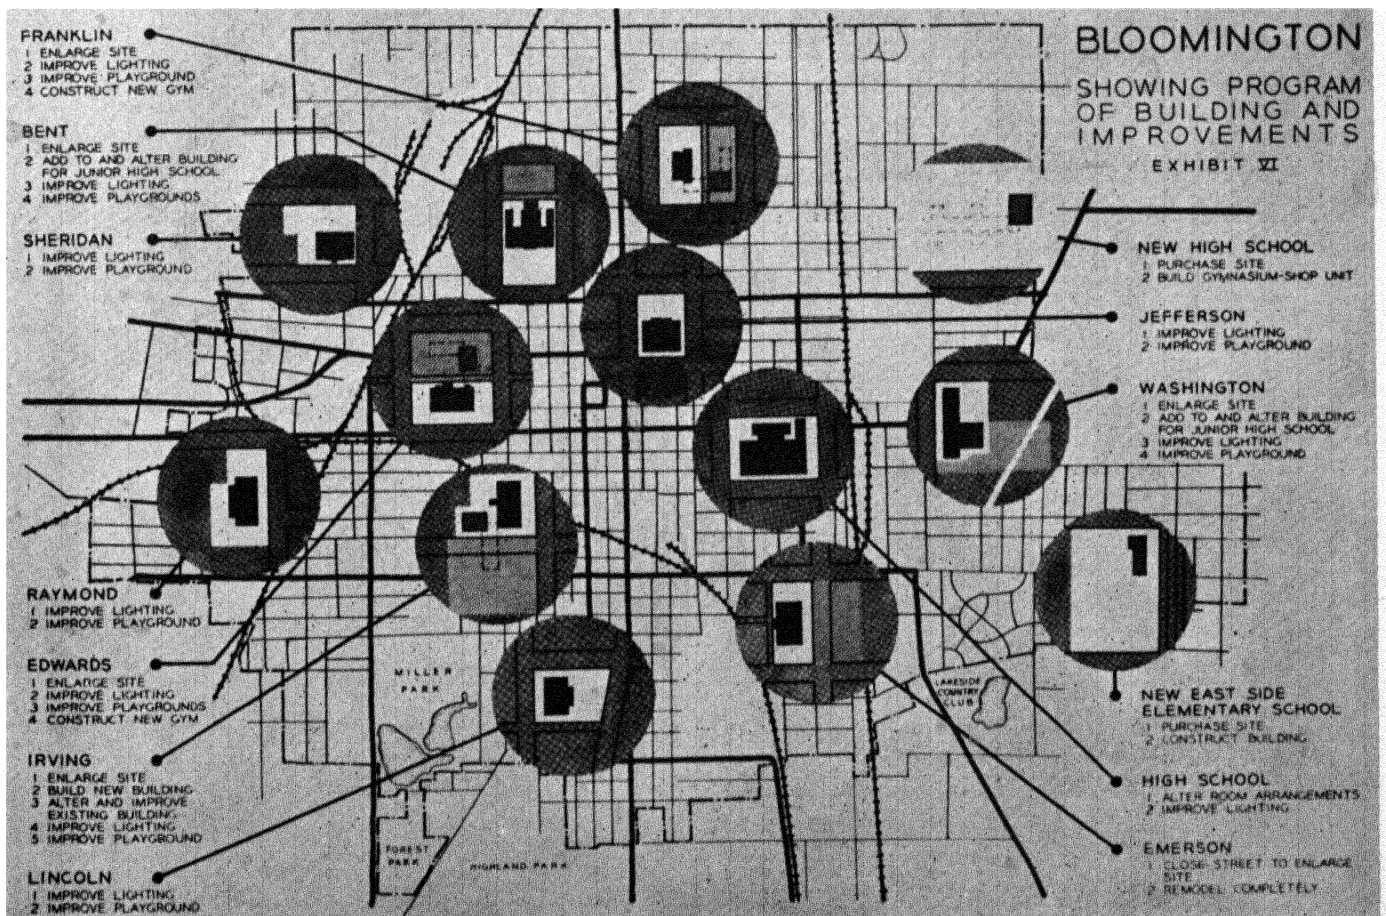 BLOOMINGTON
SHOWING PROGRAM
OF BUILDING AND
IMPROVEMENTS
EXHIBIT VI
FRANKLIN
1 ENLARGE SITE
2 IMPROVE LIGHTING
3 IMPROVE PLAYGROUND
4 CONSTRUCT NEW GYM
BENT
1 ENLARGE SITE
2 ADD TO AND ALTER BUILDING
FOR JUNIOR HIGH SCHOOL
3 IMPROVE LIGHTING
4 IMPROVE PLAYGROUNDS
SHERIDAN
1 IMPROVE LIGHTING
2 IMPROVE PLAYGROUND
RAYMOND
1 IMPROVE LIGHTING
2 IMPROVE PLAYGROUND
EDWARDS
1 ENLARGE SITE
2 IMPROVE LIGHTING
3 IMPROVE PLAYGROUNDS
4 CONSTRUCT NEW GYM
IRVING
1 ENLARGE SITE
2 BUILD NEW BUILDING
3 ALTER AND IMPROVE
EXISTING BUILDING
4 IMPROVE LIGHTING
5 IMPROVE PLAYGROUND
LINCOLN
1 IMPROVE LIGHTING
2 IMPROVE PLAYGROUND
MILLER
PARK
FOREST
PARK
HIGHLAND PARK
LAKESIDE
COUNTRY
CLUB
NEW HIGH SCHOOL
1 PURCHASE SITE
2 BUILD GYMNASIUM-SHOP UNIT
JEFFERSON
1 IMPROVE LIGHTING
2 IMPROVE PLAYGROUND
WASHINGTON
1 ENLARGE SITE
2 ADD TO AND ALTER BUILDING
FOR JUNIOR HIGH SCHOOL
3 IMPROVE LIGHTING
4 IMPROVE PLAYGROUND
NEW EAST SIDE
ELEMENTARY SCHOOL
1 PURCHASE SITE
2 CONSTRUCT BUILDING
HIGH SCHOOL
1 ALTER ROOM ARRANGEMENTS
2 IMPROVE LIGHTING
EMERSON
1 CLOSE STREET TO ENLARGE
SITE
2 REMODEL COMPLETELY